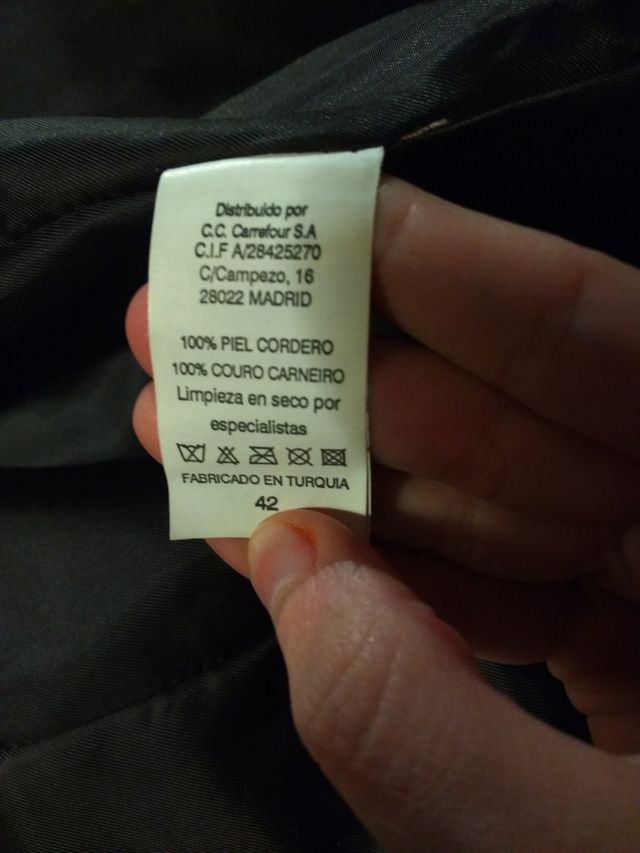 Distribuido por
C.C. Carrefour S.A
C.I.F A/28425270
C/Campezo, 16
28022 MADRID
100% PIEL CORDERO
100% COURO CARNEIRO
Limpieza en seco por
especialistas
FABRICADO EN TURQUIA
42